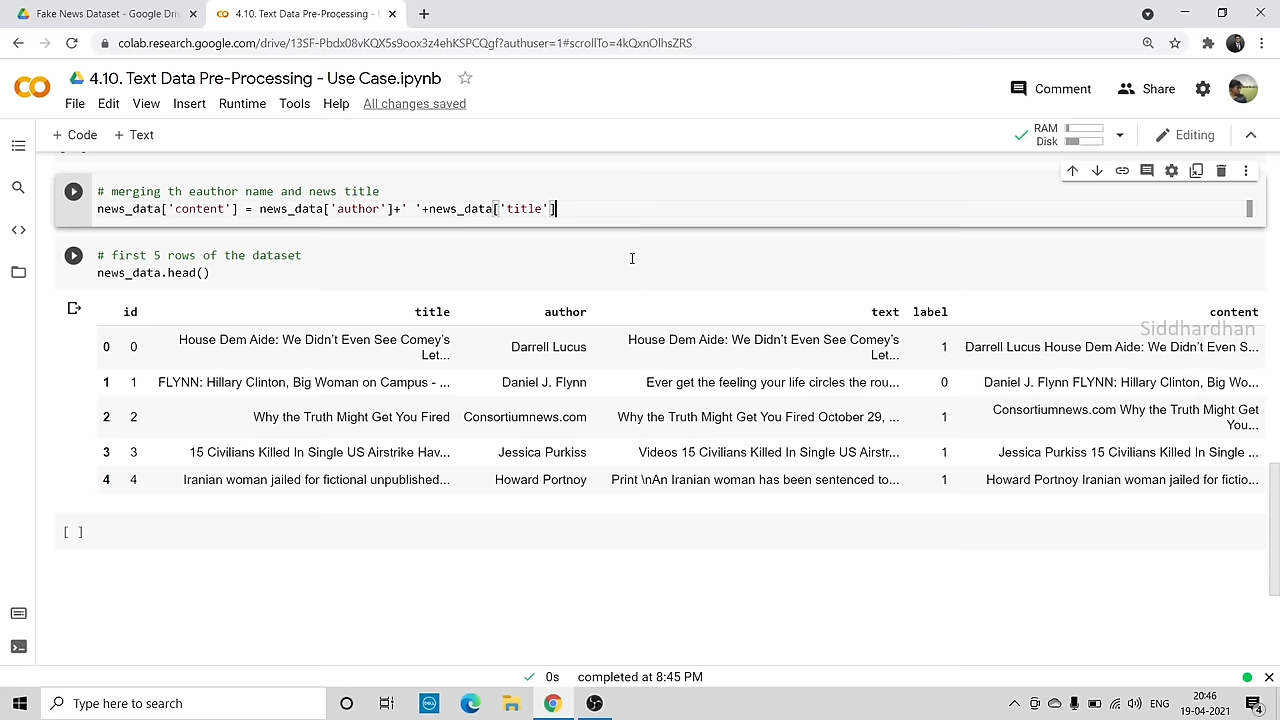 Fake News Dataset - Google Dri
4.10. Text Data Pre-Processing -
colab.research.google.com/drive/13SF-Pbdx08vKQX5s9oox3z4ehKSPCQgf?authuser=1#scrollTo=4kQxnOlhsZRS
4.10. Text Data Pre-Processing - Use Case.ipynb
Comment
Share
File Edit View Insert Runtime Tools Help All changes saved
+ Code + Text
RAM
Disk
Editing
# merging th eauthor name and news title
news_data['content'] = news_data['author']+' '+news_data['title']
# first 5 rows of the dataset
news_data.head()
id title author text label content
Siddhardhan
0 0 House Dem Aide: We Didn't Even See Comey's Let... Darrell Lucus House Dem Aide: We Didn't Even See Comey's Let... 1 Darrell Lucus House Dem Aide: We Didn't Even S...
1 1 FLYNN: Hillary Clinton, Big Woman on Campus - ... Daniel J. Flynn Ever get the feeling your life circles the rou... 0 Daniel J. Flynn FLYNN: Hillary Clinton, Big Wo...
2 2 Why the Truth Might Get You Fired Consortiumnews.com Why the Truth Might Get You Fired October 29, ... 1 Consortiumnews.com Why the Truth Might Get You...
3 3 15 Civilians Killed In Single US Airstrike Hav... Jessica Purkiss Videos 15 Civilians Killed In Single US Airstr... 1 Jessica Purkiss 15 Civilians Killed In Single ...
4 4 Iranian woman jailed for fictional unpublished... Howard Portnoy Print \nAn Iranian woman has been sentenced to... 1 Howard Portnoy Iranian woman jailed for fictio...
[ ]
0s completed at 8:45 PM
Type here to search
DELL
ENG
20:46
19-04-2021
4